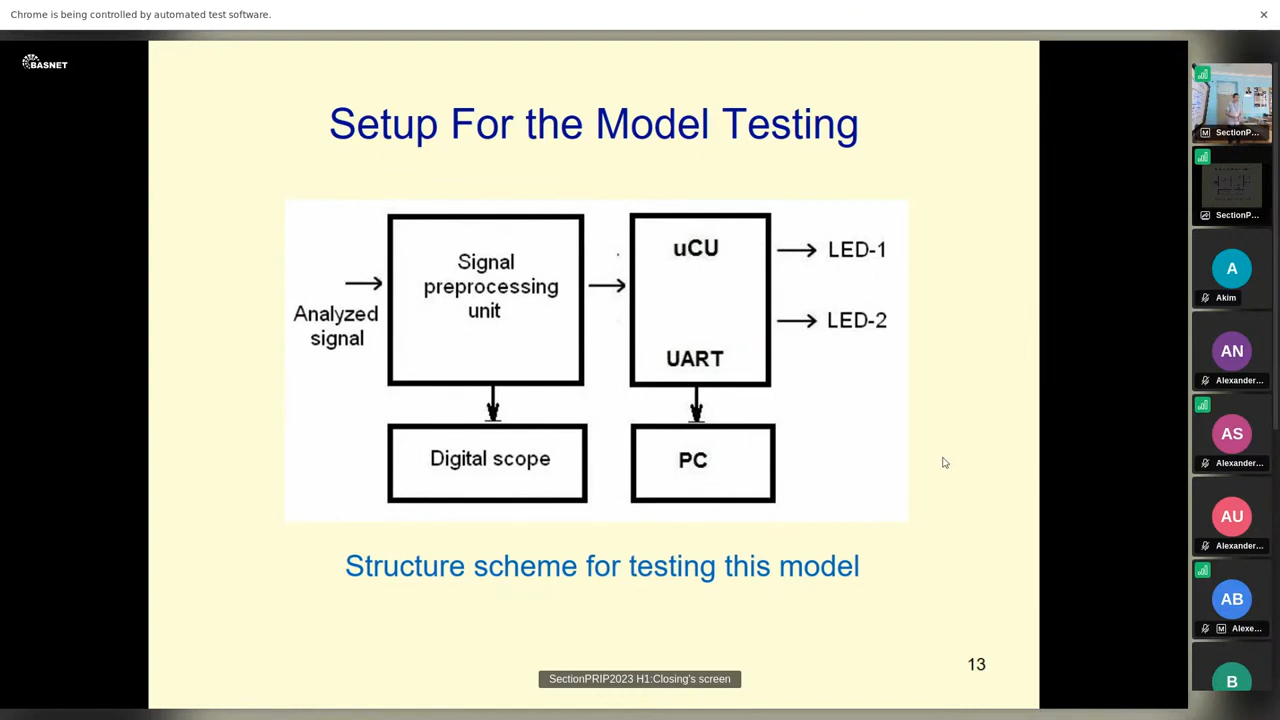 Chrome is being controlled by automated test software.
BASNET
Setup For the Model Testing
Signal
preprocessing
unit
Analyzed
signal
uCU
UART
LED-1
LED-2
Digital scope
PC
Structure scheme for testing this model
13
SectionPRIP2023 H1:Closing's screen
M SectionP...
SectionP...
A
Akim
AN
Alexander...
AS
Alexander...
AU
Alexander...
AB
M Alexe...
B